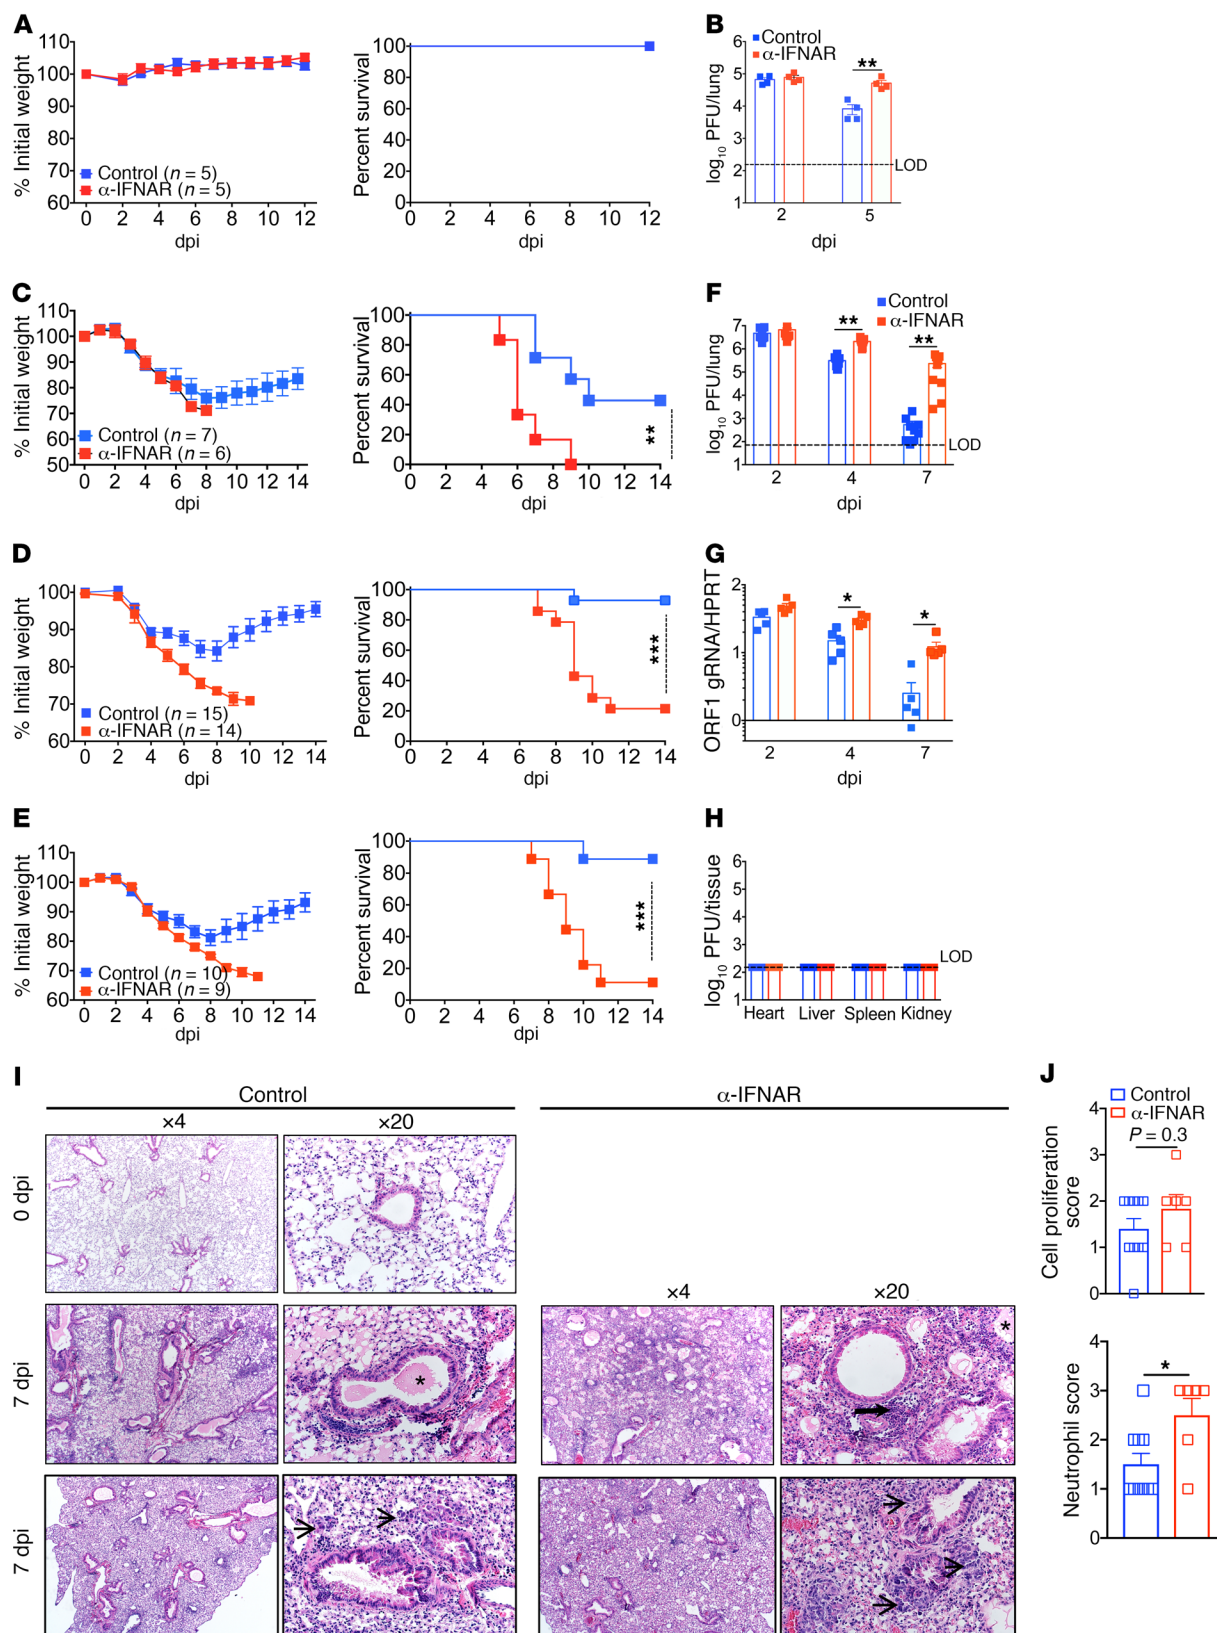 A
110
100
90
80
70
60
% Initial weight
Control (n = 5)
α-IFNAR (n = 5)
0 2 4 6 8 10 12
dpi
100
80
60
40
20
0
Percent survival
0 2 4 6 8 10 12
dpi
B
Control
α-IFNAR
6
5
4
3
2
1
log10 PFU/lung
**
LOD
2 5
dpi
C
110
100
90
80
70
60
50
% Initial weight
Control (n = 7)
α-IFNAR (n = 6)
0 2 4 6 8 10 12 14
dpi
100
80
60
40
20
0
Percent survival
**
0 2 4 6 8 10 12 14
dpi
F
Control
α-IFNAR
7
6
5
4
3
2
1
log10 PFU/lung
**
**
LOD
2 4 7
dpi
D
100
90
80
70
60
% Initial weight
Control (n = 15)
α-IFNAR (n = 14)
0 2 4 6 8 10 12 14
dpi
100
80
60
40
20
0
Percent survival
***
0 2 4 6 8 10 12 14
dpi
G
2
1
0
ORF1 gRNA/HPRT
*
*
2 4 7
dpi
E
110
100
90
80
70
60
% Initial weight
Control (n = 10)
α-IFNAR (n = 9)
0 2 4 6 8 10 12 14
dpi
100
80
60
40
20
0
Percent survival
***
0 2 4 6 8 10 12 14
dpi
H
6
5
4
3
2
1
log10 PFU/tissue
LOD
Heart Liver Spleen Kidney
I
Control
α-IFNAR
×4 ×20
0 dpi
×4 ×20
7 dpi
*
*
7 dpi
J
Control
α-IFNAR
P = 0.3
4
3
2
1
0
Cell proliferation
score
4
3
2
1
0
Neutrophil score
*